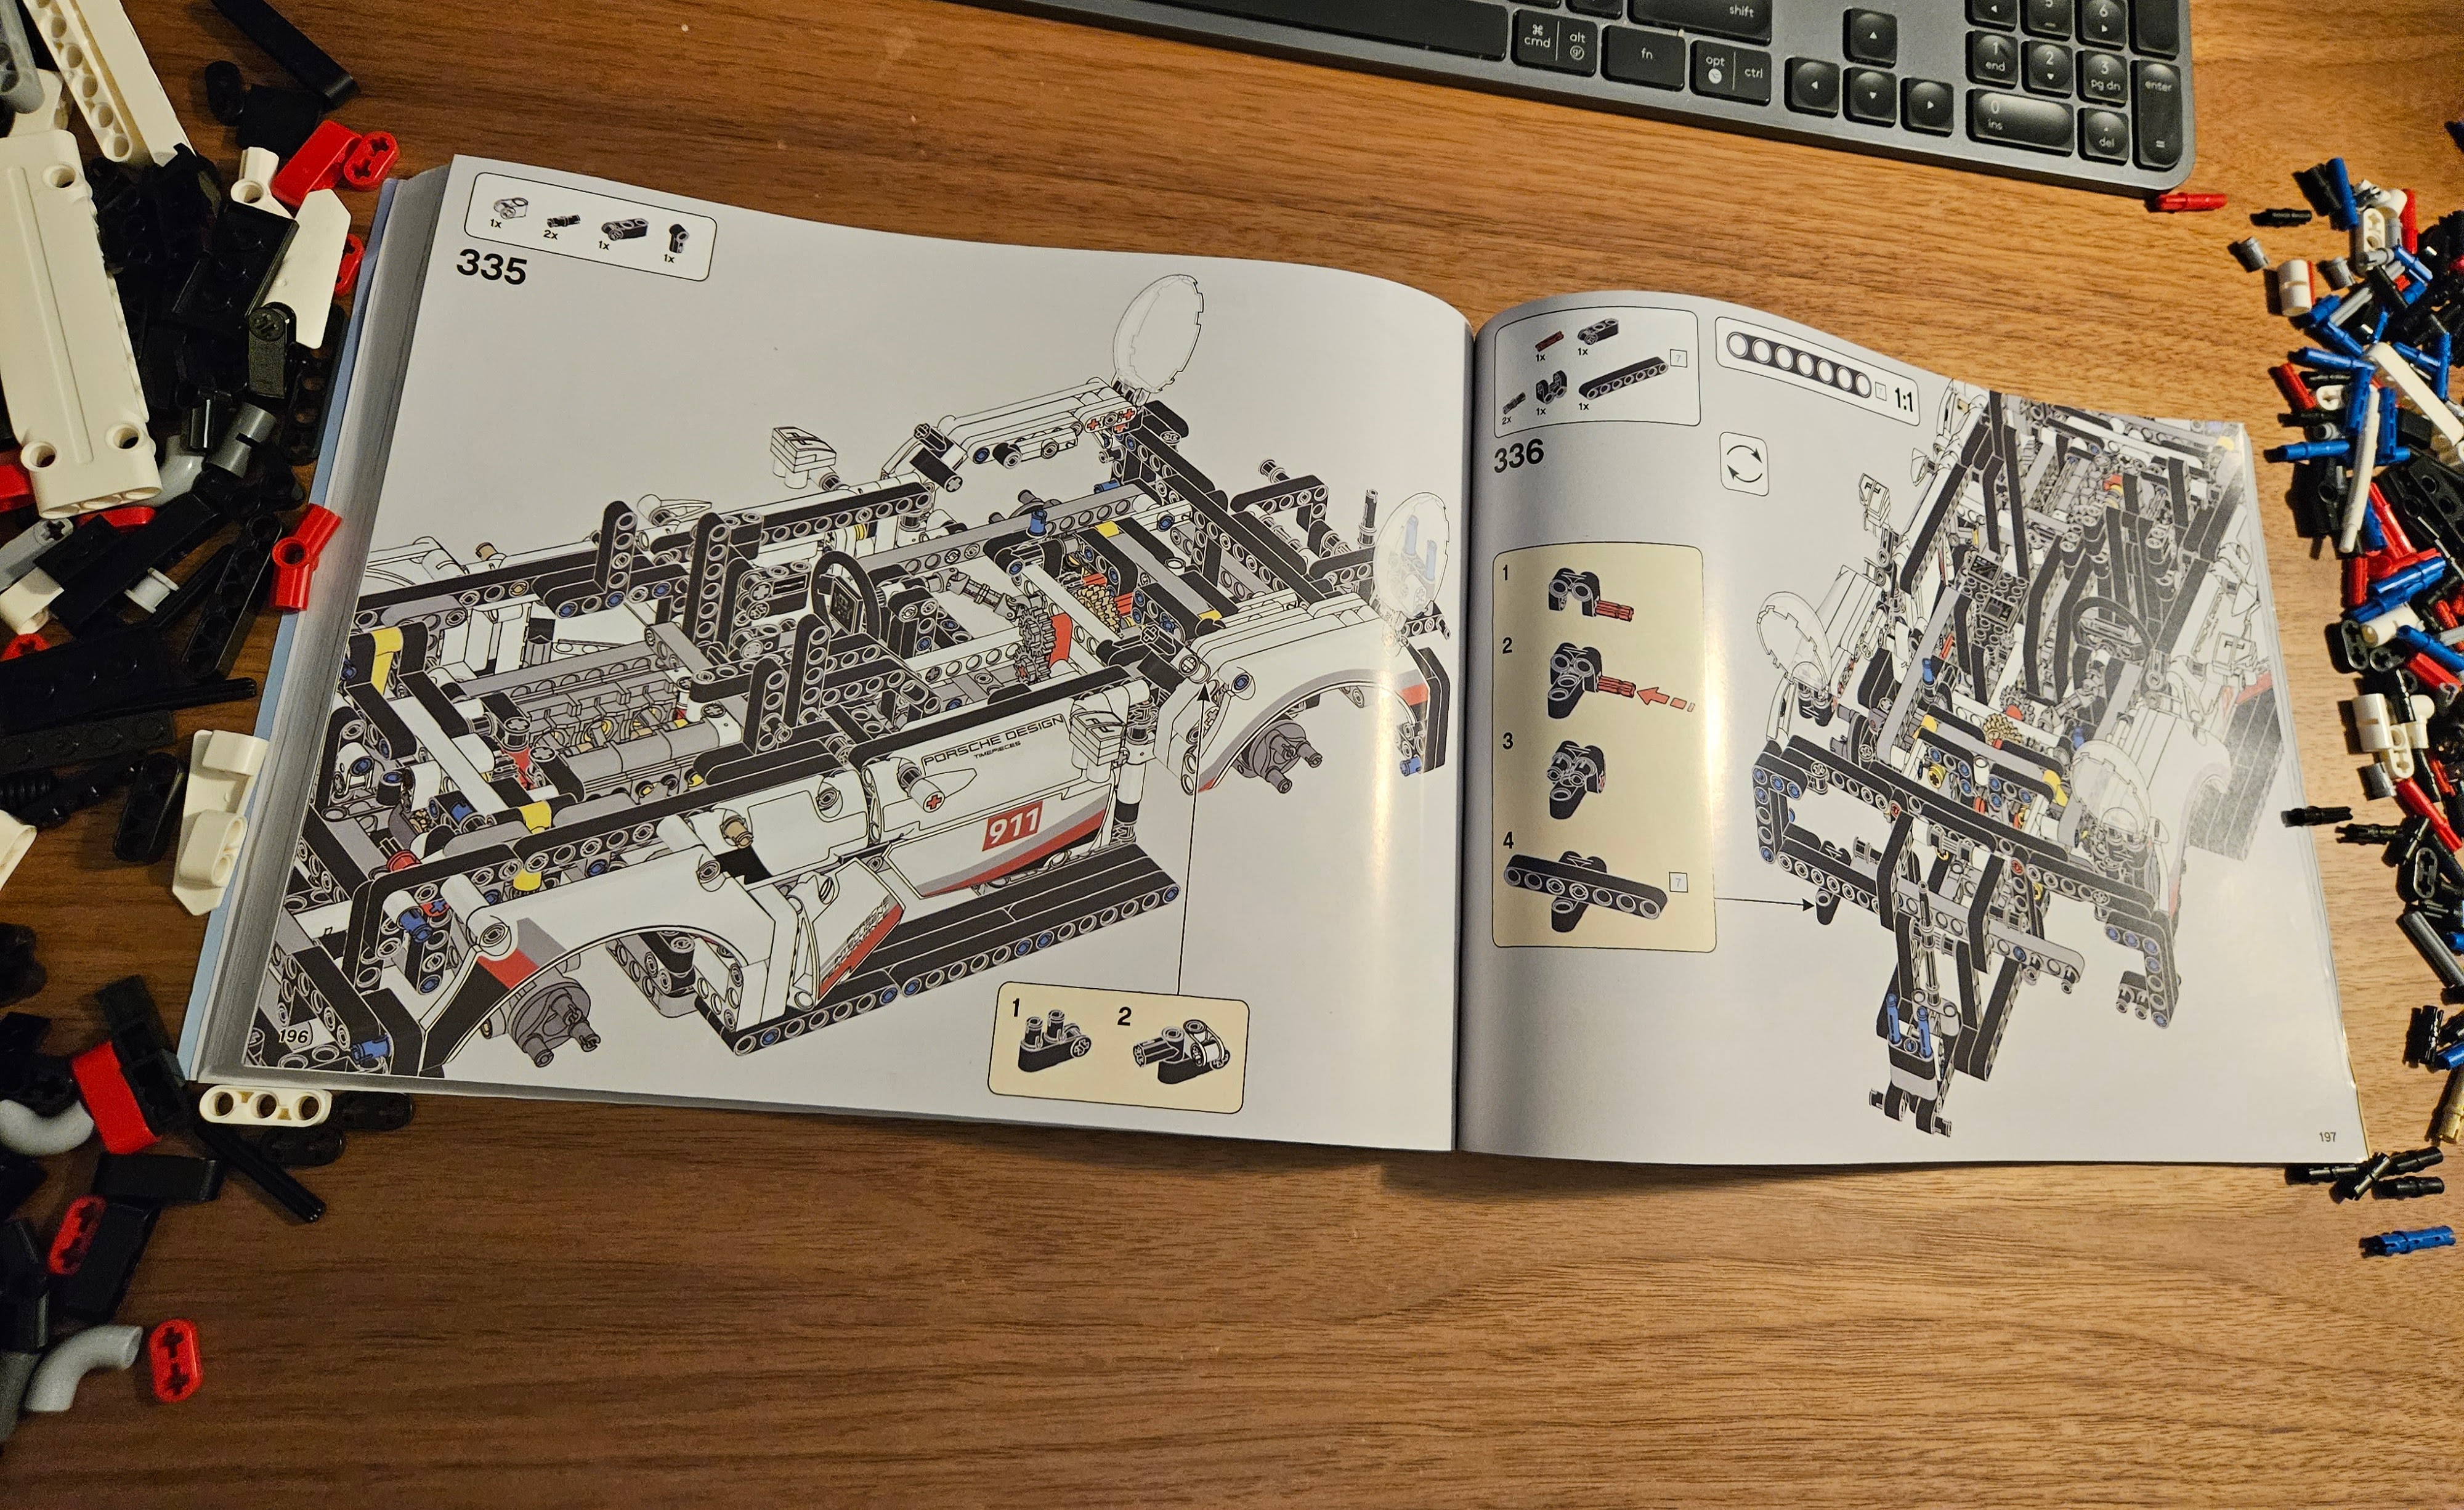 shift
⌘
cmd
alt
gr
fn
opt
ctrl
5
6
1
end
2
3
pg dn
enter
0
ins
.
del
=
1x
2x
1x
1x
335
PORSCHE DESIGN
TIMEPIECES
911
196
1
2
1x
1x
7
2x
1x
1x
7
1:1
336
1
2
3
4
7
197